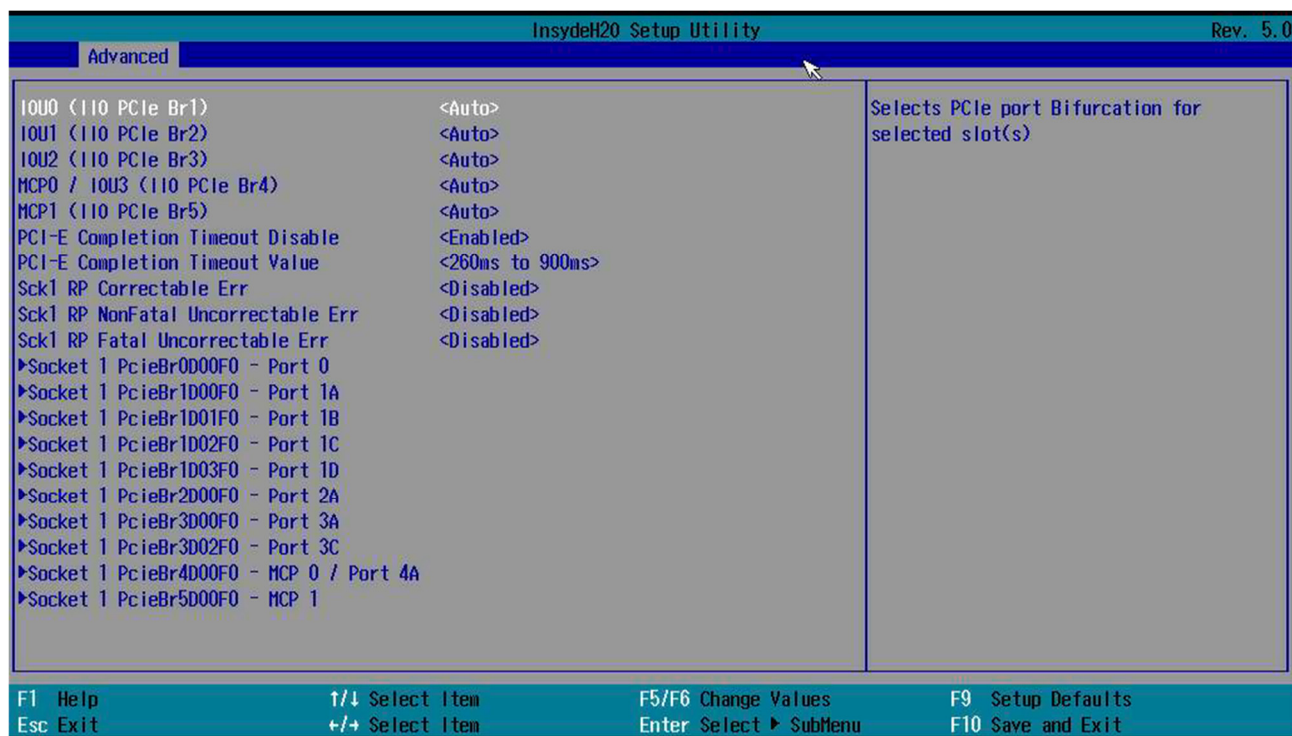 InsydeH20 Setup Utility Rev. 5.0
Advanced
IOU0 (IIO PCIe Br1) <Auto>
IOU1 (IIO PCIe Br2) <Auto>
IOU2 (IIO PCIe Br3) <Auto>
MCP0 / IOU3 (IIO PCIe Br4) <Auto>
MCP1 (IIO PCIe Br5) <Auto>
PCI-E Completion Timeout Disable <Enabled>
PCI-E Completion Timeout Value <260ms to 900ms>
Sck1 RP Correctable Err <Disabled>
Sck1 RP NonFatal Uncorrectable Err <Disabled>
Sck1 RP Fatal Uncorrectable Err <Disabled>
▶Socket 1 PcieBr0D00F0 - Port 0
▶Socket 1 PcieBr1D00F0 - Port 1A
▶Socket 1 PcieBr1D01F0 - Port 1B
▶Socket 1 PcieBr1D02F0 - Port 1C
▶Socket 1 PcieBr1D03F0 - Port 1D
▶Socket 1 PcieBr2D00F0 - Port 2A
▶Socket 1 PcieBr3D00F0 - Port 3A
▶Socket 1 PcieBr3D02F0 - Port 3C
▶Socket 1 PcieBr4D00F0 - MCP 0 / Port 4A
▶Socket 1 PcieBr5D00F0 - MCP 1
Selects PCIe port Bifurcation for
selected slot(s)
F1 Help ↑/↓ Select Item F5/F6 Change Values F9 Setup Defaults
Esc Exit ←/→ Select Item Enter Select ▶ SubMenu F10 Save and Exit